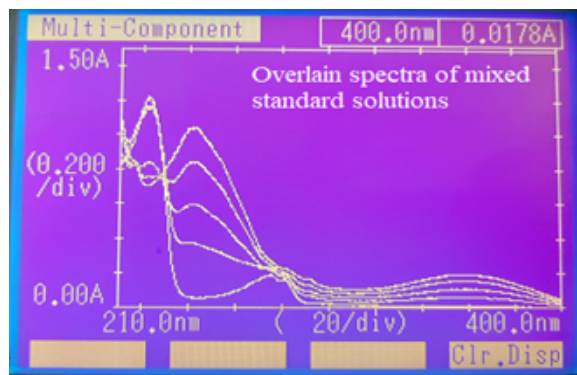 Multi-Component 400.0nm 0.0178A
1.50A
Overlain spectra of mixed
standard solutions
(0.200
/div)
0.00A
210.0nm ( 20/div) 400.0nm
Clr.Disp